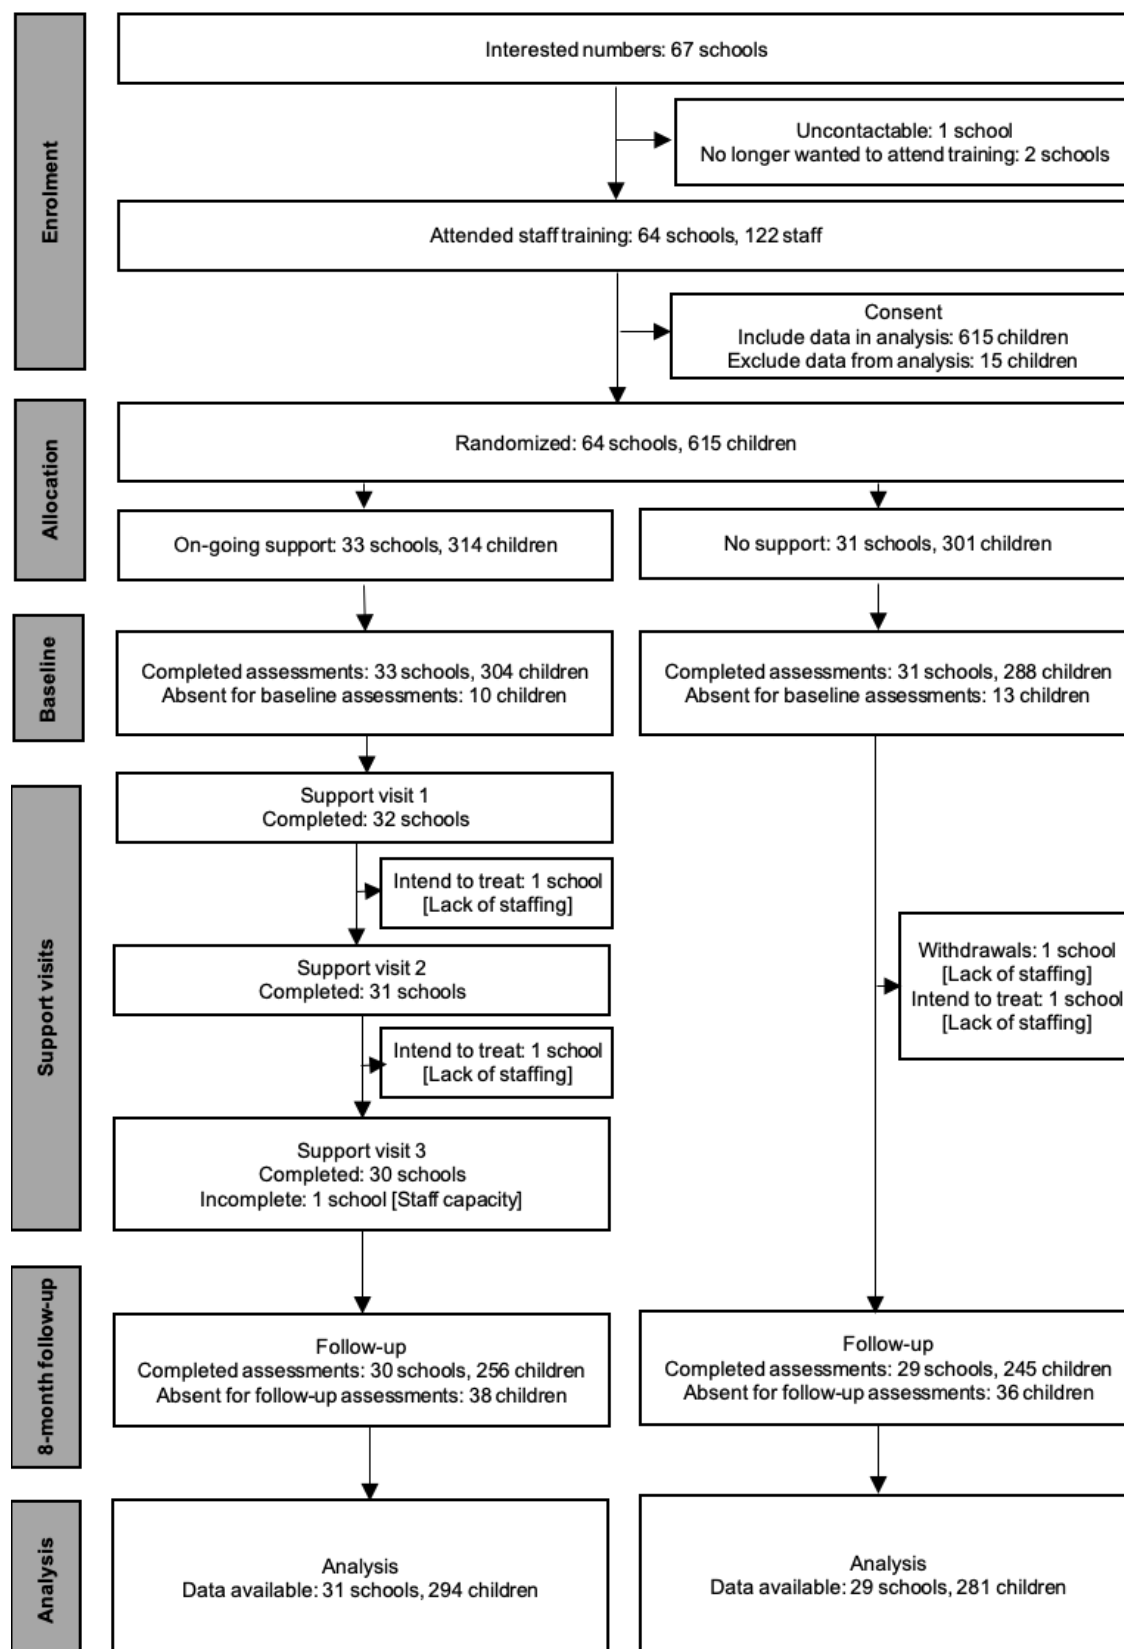 Enrolment
Interested numbers: 67 schools
Uncontactable: 1 school
No longer wanted to attend training: 2 schools
Attended staff training: 64 schools, 122 staff
Consent
Include data in analysis: 615 children
Exclude data from analysis: 15 children
Allocation
Randomized: 64 schools, 615 children
On-going support: 33 schools, 314 children
No support: 31 schools, 301 children
Baseline
Completed assessments: 33 schools, 304 children
Absent for baseline assessments: 10 children
Completed assessments: 31 schools, 288 children
Absent for baseline assessments: 13 children
Support visits
Support visit 1
Completed: 32 schools
Intend to treat: 1 school
[Lack of staffing]
Support visit 2
Completed: 31 schools
Intend to treat: 1 school
[Lack of staffing]
Support visit 3
Completed: 30 schools
Incomplete: 1 school [Staff capacity]
Withdrawals: 1 school
[Lack of staffing]
Intend to treat: 1 school
[Lack of staffing]
8-month follow-up
Follow-up
Completed assessments: 30 schools, 256 children
Absent for follow-up assessments: 38 children
Follow-up
Completed assessments: 29 schools, 245 children
Absent for follow-up assessments: 36 children
Analysis
Analysis
Data available: 31 schools, 294 children
Analysis
Data available: 29 schools, 281 children